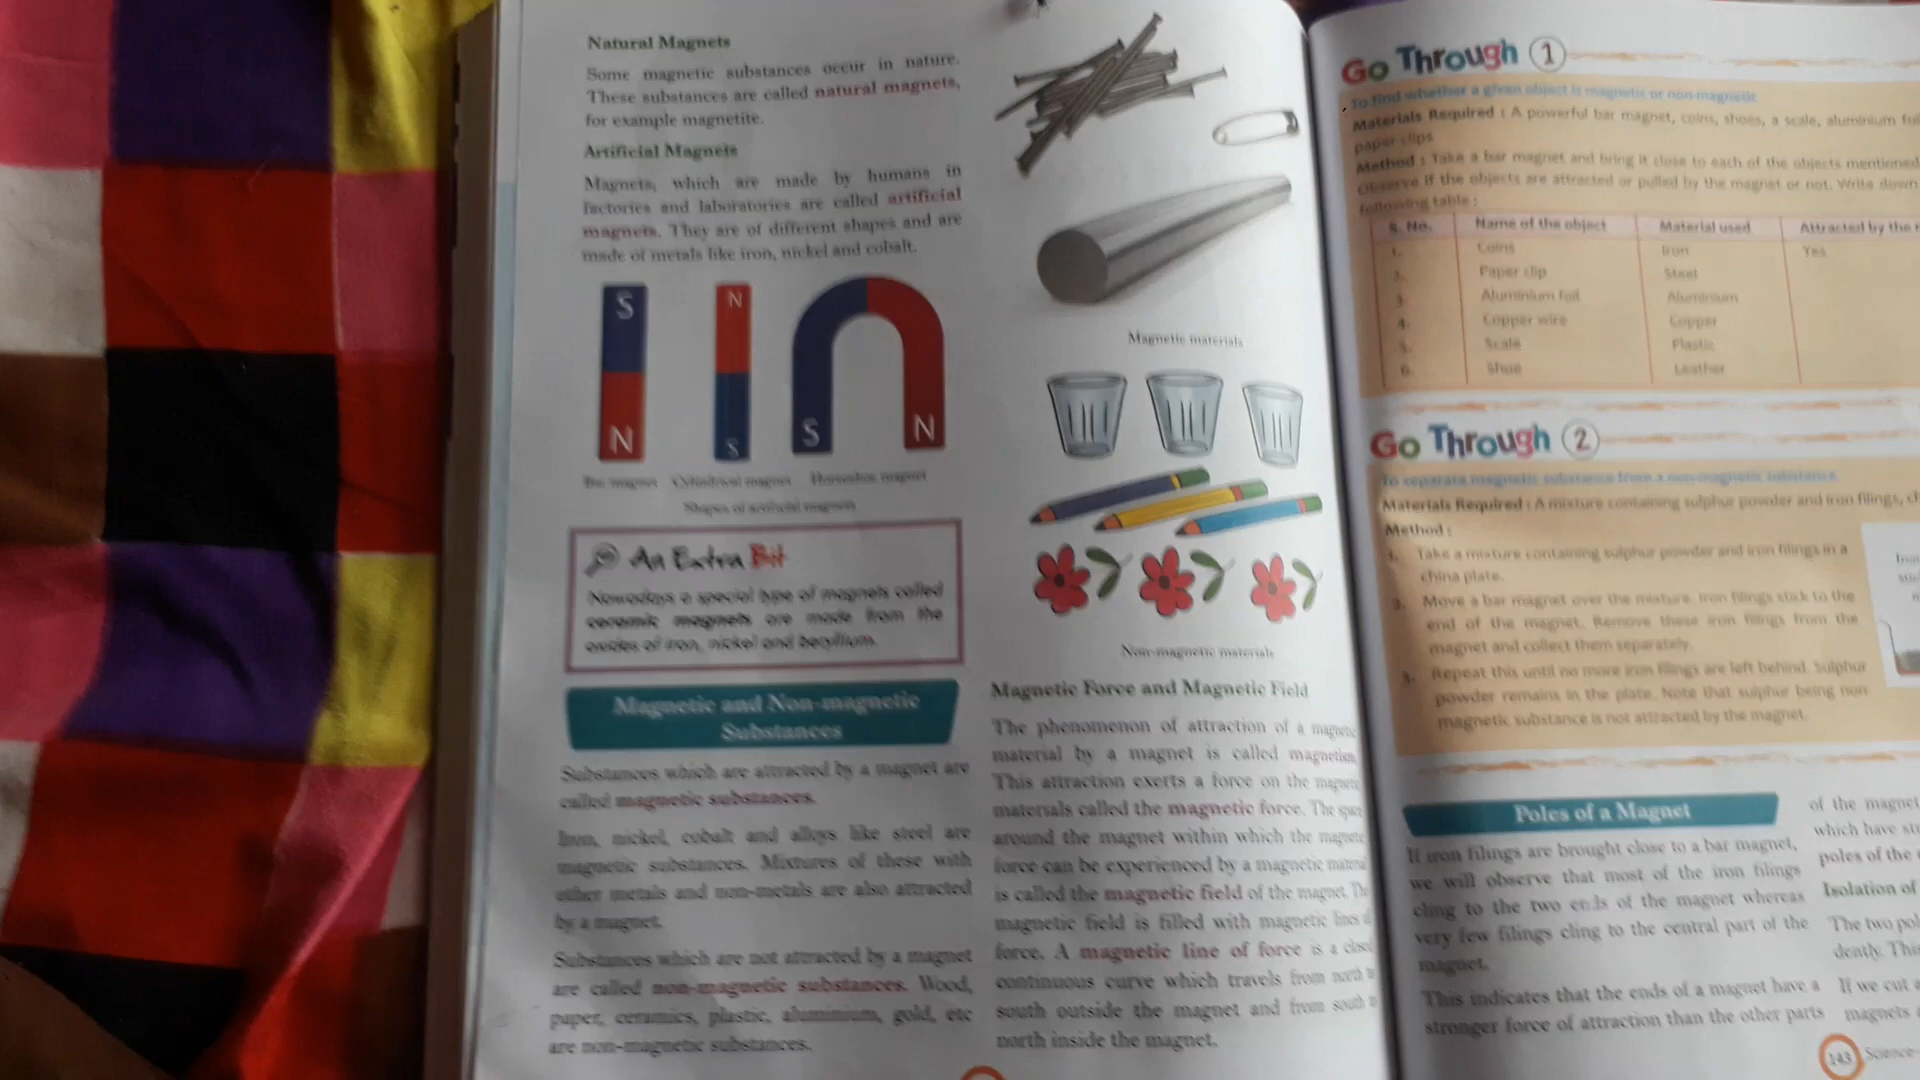 Natural Magnets
Some magnetic substances occur in nature.
These substances are called natural magnets,
for example magnetite.
Artificial Magnets
Magnets, which are made by humans in
factories and laboratories are called artificial
magnets. They are of different shapes and are
made of metals like iron, nickel and cobalt.
S
N
N
S
S
N
Bar magnet Cylindrical magnet Horseshoe magnet
Shapes of artificial magnets
An Extra Bit
Nowadays a special type of magnets called
ceramic magnets are made from the
oxides of iron, nickel and beryllium.
Magnetic and Non-magnetic
Substances
Substances which are attracted by a magnet are
called magnetic substances.
Iron, nickel, cobalt and alloys like steel are
magnetic substances. Mixtures of these with
other metals and non-metals are also attracted
by a magnet.
Substances which are not attracted by a magnet
are called non-magnetic substances. Wood,
paper, ceramics, plastic, aluminium, gold, etc
are non-magnetic substances.
Magnetic materials
Non-magnetic materials
Magnetic Force and Magnetic Field
The phenomenon of attraction of a
material by a magnet is called magnetism.
This attraction exerts a force on the
materials called the magnetic force. The
around the magnet within which the
force can be experienced by a magnetic
is called the magnetic field of the magnet. The
magnetic field is filled with magnetic lines
force. A magnetic line of force is a
continuous curve which travels from north
south outside the magnet and from south
north inside the magnet.
Go Through 1
To find whether a given object is magnetic or non-magnetic
Materials Required : A powerful bar magnet, coins, shoes, a scale, aluminium
paper clips
Method : Take a bar magnet and bring it close to each of the objects mentioned
Observe if the objects are attracted or pulled by the magnet or not. Write down
following table :
S. No. Name of the object Material used Attracted by the
1. Coins Iron Yes
2. Paper clip Steel
3. Aluminium foil Aluminium
4. Copper wire Copper
5. Scale Plastic
6. Shoe Leather
Go Through 2
To separate magnetic substance from a non-magnetic substance
Materials Required : A mixture containing sulphur powder and iron filings,
Method :
1. Take a mixture containing sulphur powder and iron filings in a
china plate.
2. Move a bar magnet over the mixture. Iron filings stick to the
end of the magnet. Remove these iron filings from the
magnet and collect them separately.
3. Repeat this until no more iron filings are left behind. Sulphur
powder remains in the plate. Note that sulphur being non
magnetic substance is not attracted by the magnet.
Poles of a Magnet
If iron filings are brought close to a bar magnet,
we will observe that most of the iron filings
cling to the two ends of the magnet whereas
very few filings cling to the central part of the
magnet.
This indicates that the ends of a magnet have a
stronger force of attraction than the other parts
of the magnet
which have
poles of the
Isolation of
The two
dently. This
If we cut a
magnets
143 Science-